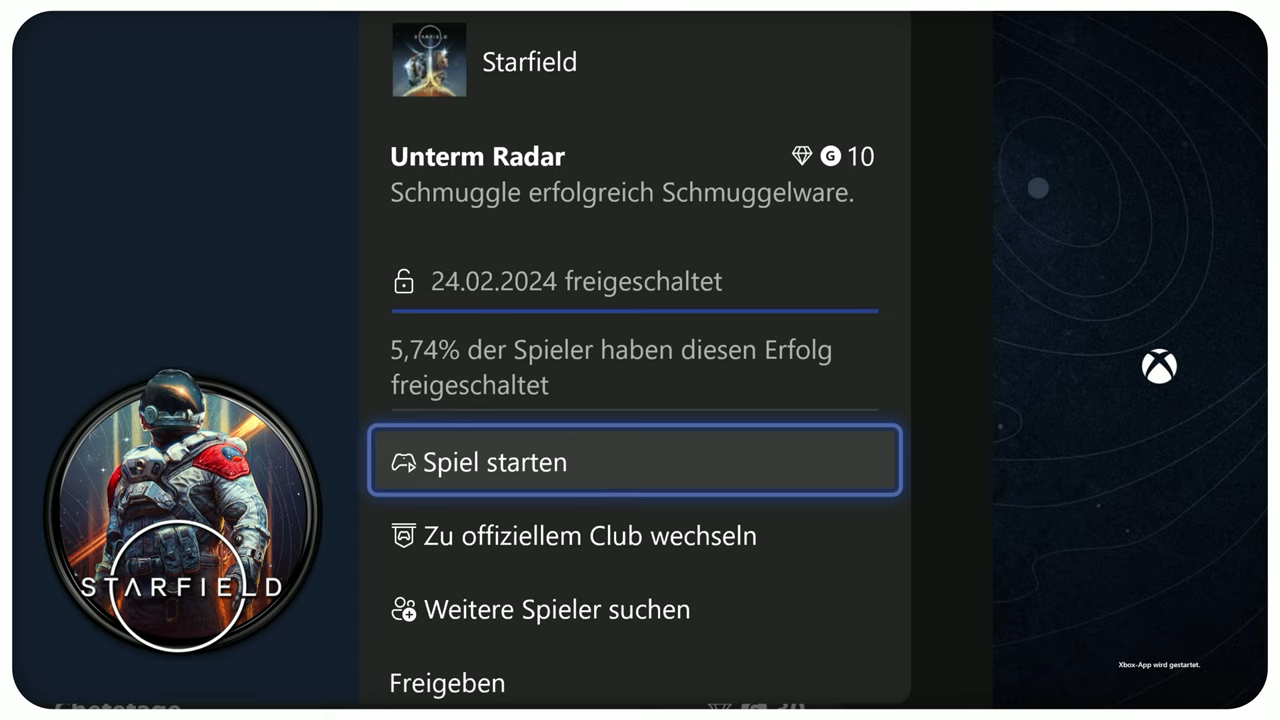 STARFIELD
Starfield
Unterm Radar
G 10
Schmuggle erfolgreich Schmuggelware.
24.02.2024 freigeschaltet
5,74% der Spieler haben diesen Erfolg
freigeschaltet
Spiel starten
Zu offiziellem Club wechseln
Weitere Spieler suchen
Freigeben
STARFIELD
Xbox-App wird gestartet.